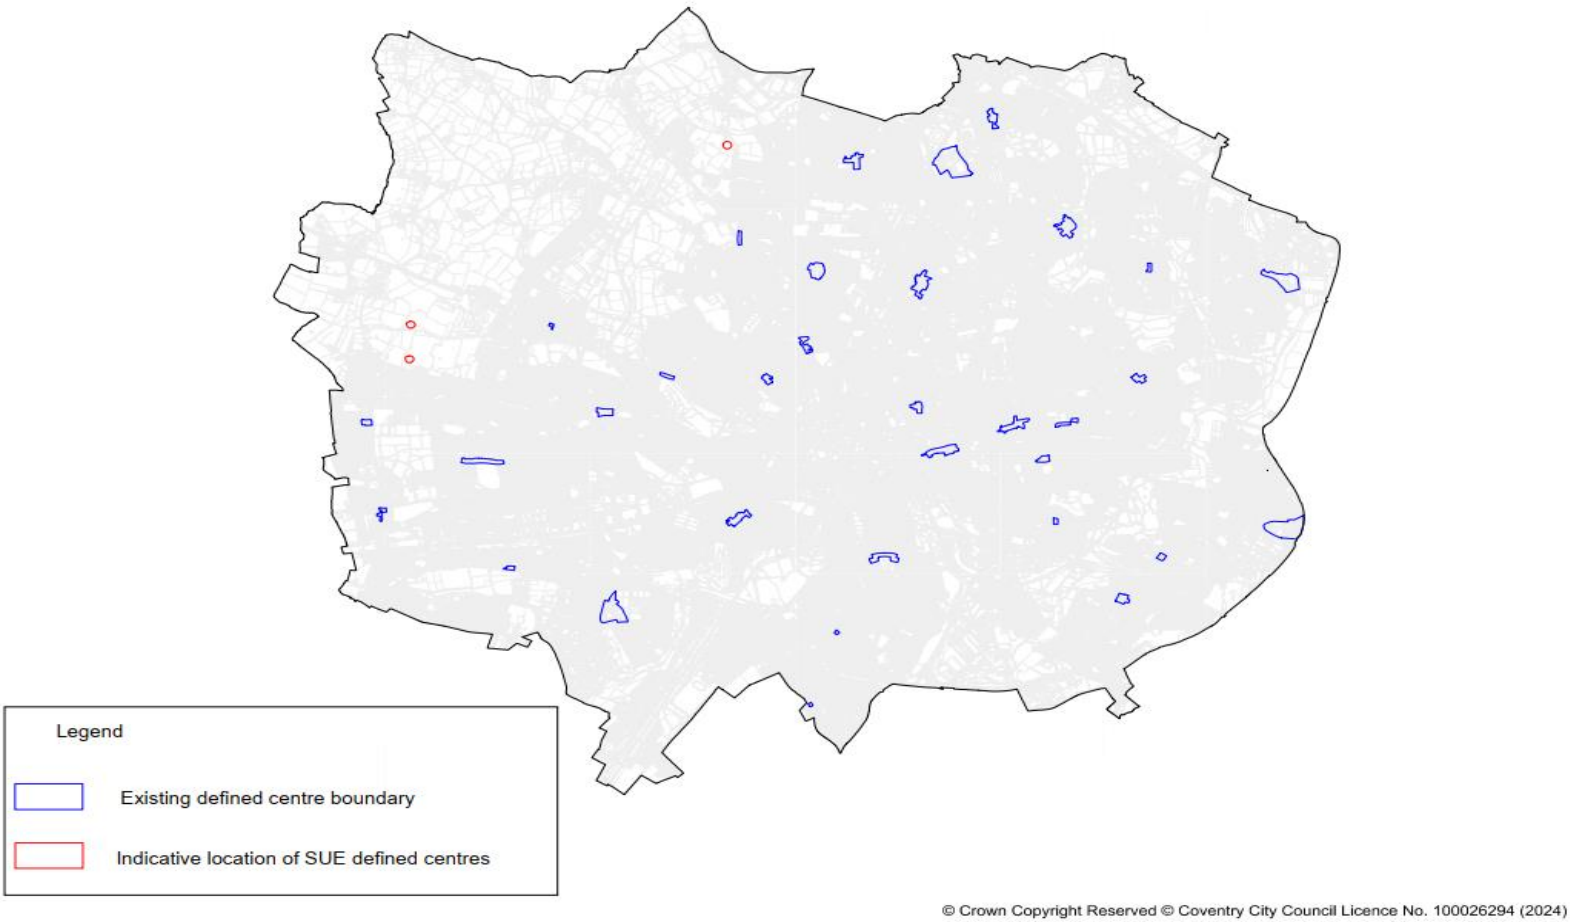 Legend
Existing defined centre boundary
Indicative location of SUE defined centres
© Crown Copyright Reserved © Coventry City Council Licence No. 100026294 (2024)